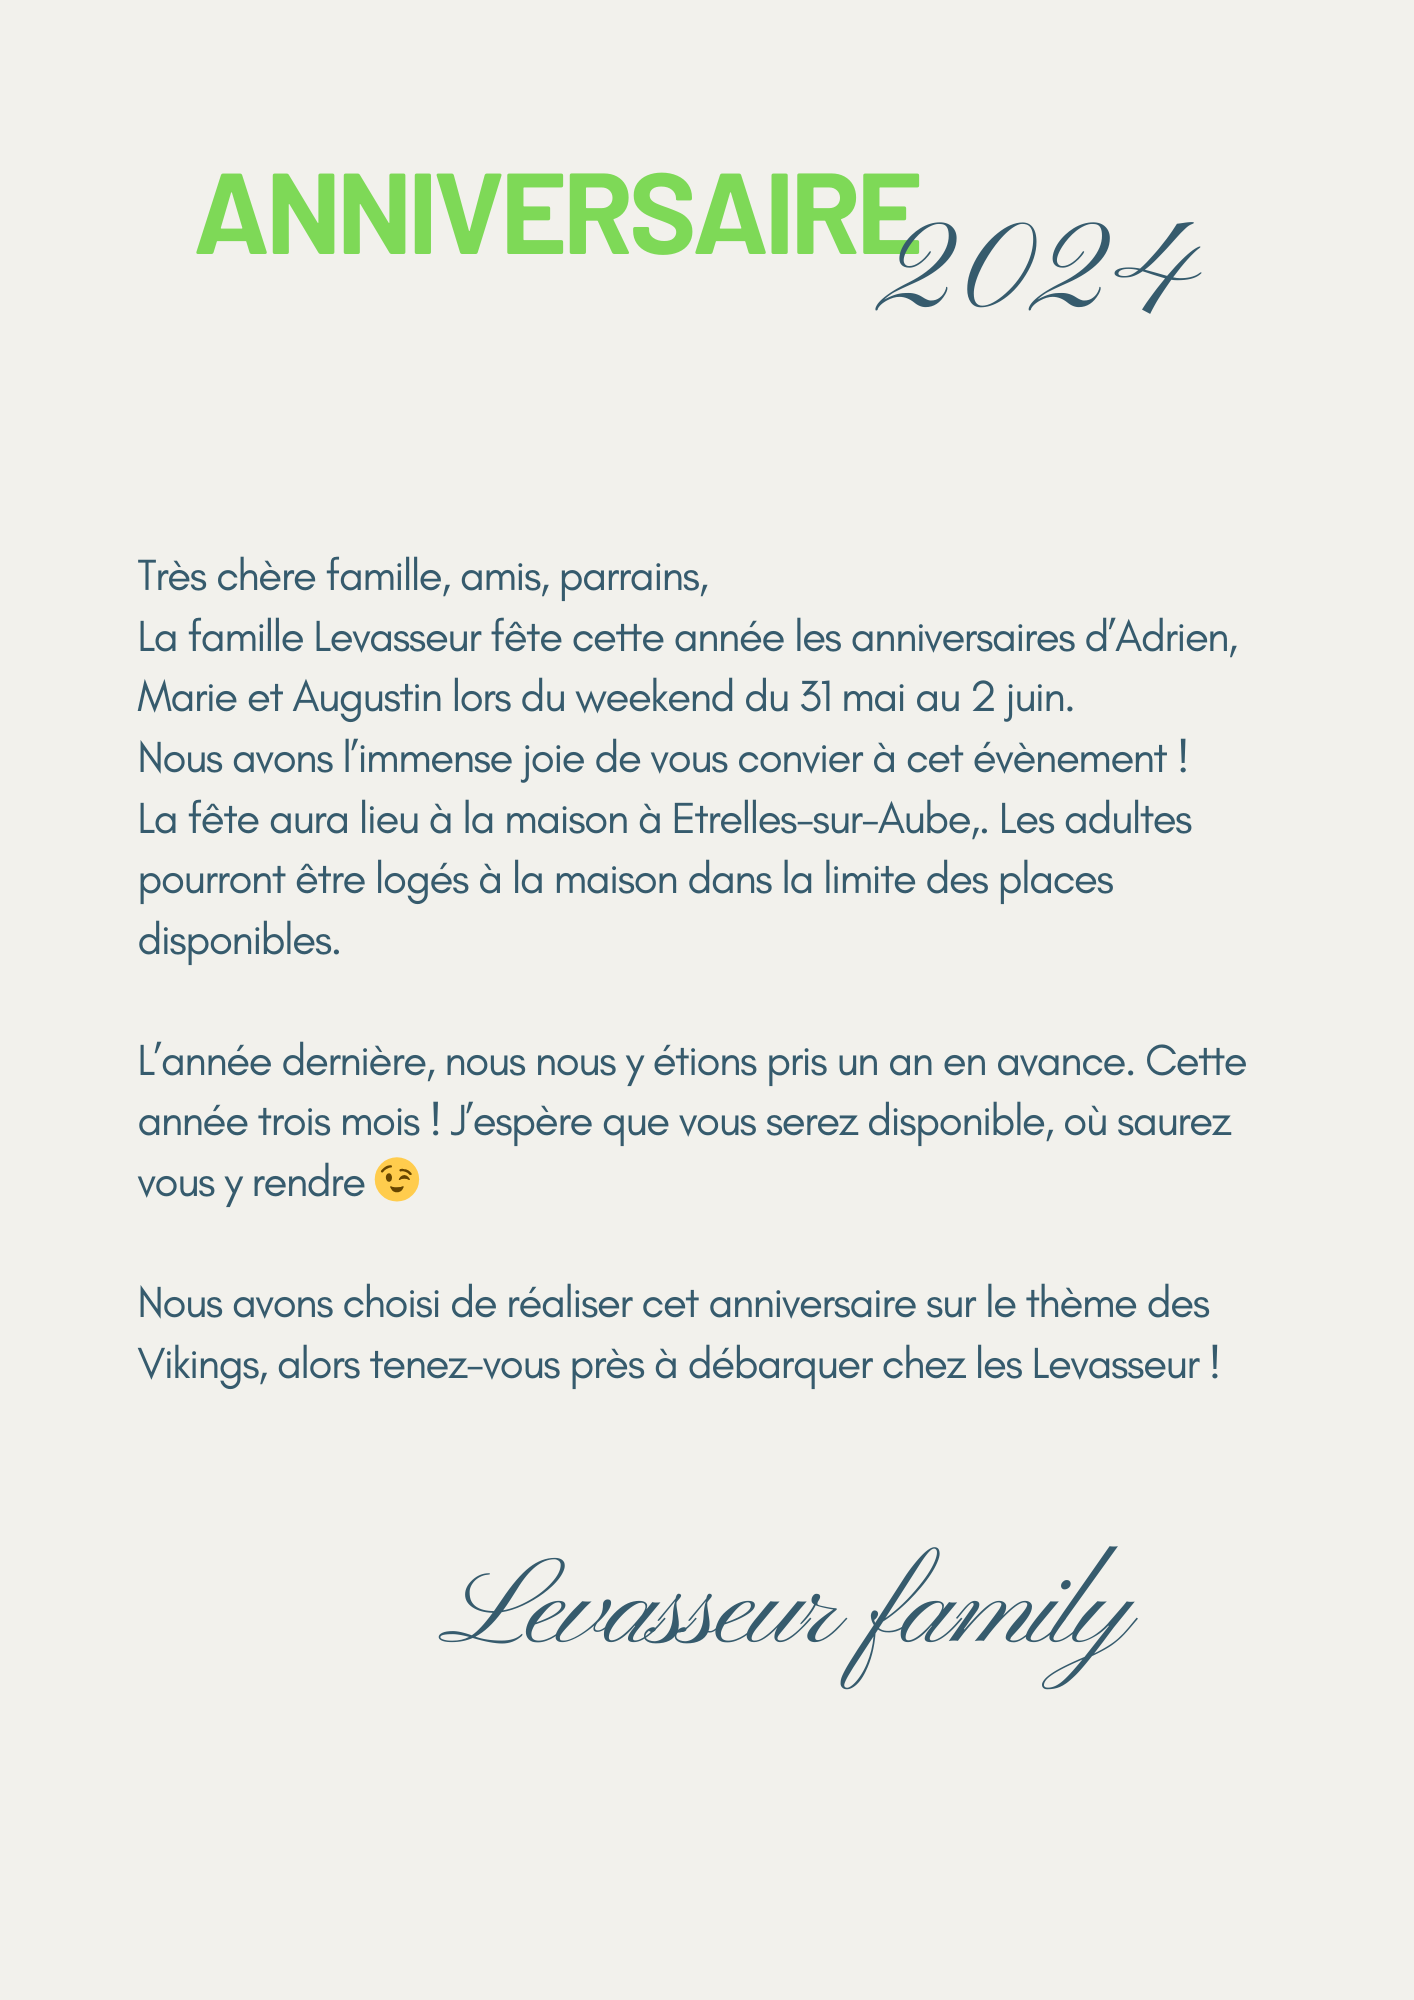 ANNIVERSAIRE
2024
Très chère famille, amis, parrains,
La famille Levasseur fête cette année les anniversaires d’Adrien,
Marie et Augustin lors du weekend du 31 mai au 2 juin.
Nous avons l’immense joie de vous convier à cet évènement !
La fête aura lieu à la maison à Etrelles-sur-Aube,. Les adultes
pourront être logés à la maison dans la limite des places
disponibles.
L’année dernière, nous nous y étions pris un an en avance. Cette
année trois mois ! J’espère que vous serez disponible, où saurez
vous y rendre 😉
Nous avons choisi de réaliser cet anniversaire sur le thème des
Vikings, alors tenez-vous près à débarquer chez les Levasseur !
Levasseur family